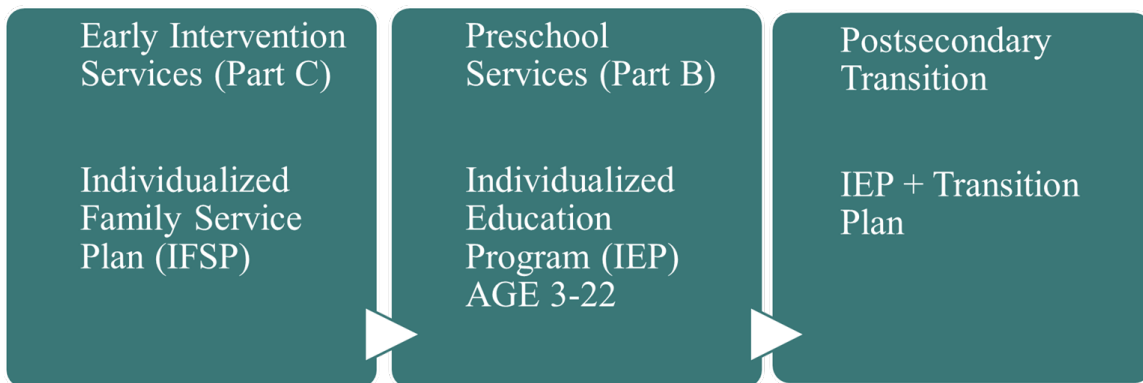 Early Intervention
Services (Part C)
Individualized
Family Service
Plan (IFSP)
Preschool
Services (Part B)
Individualized
Education
Program (IEP)
AGE 3-22
Postsecondary
Transition
IEP + Transition
Plan